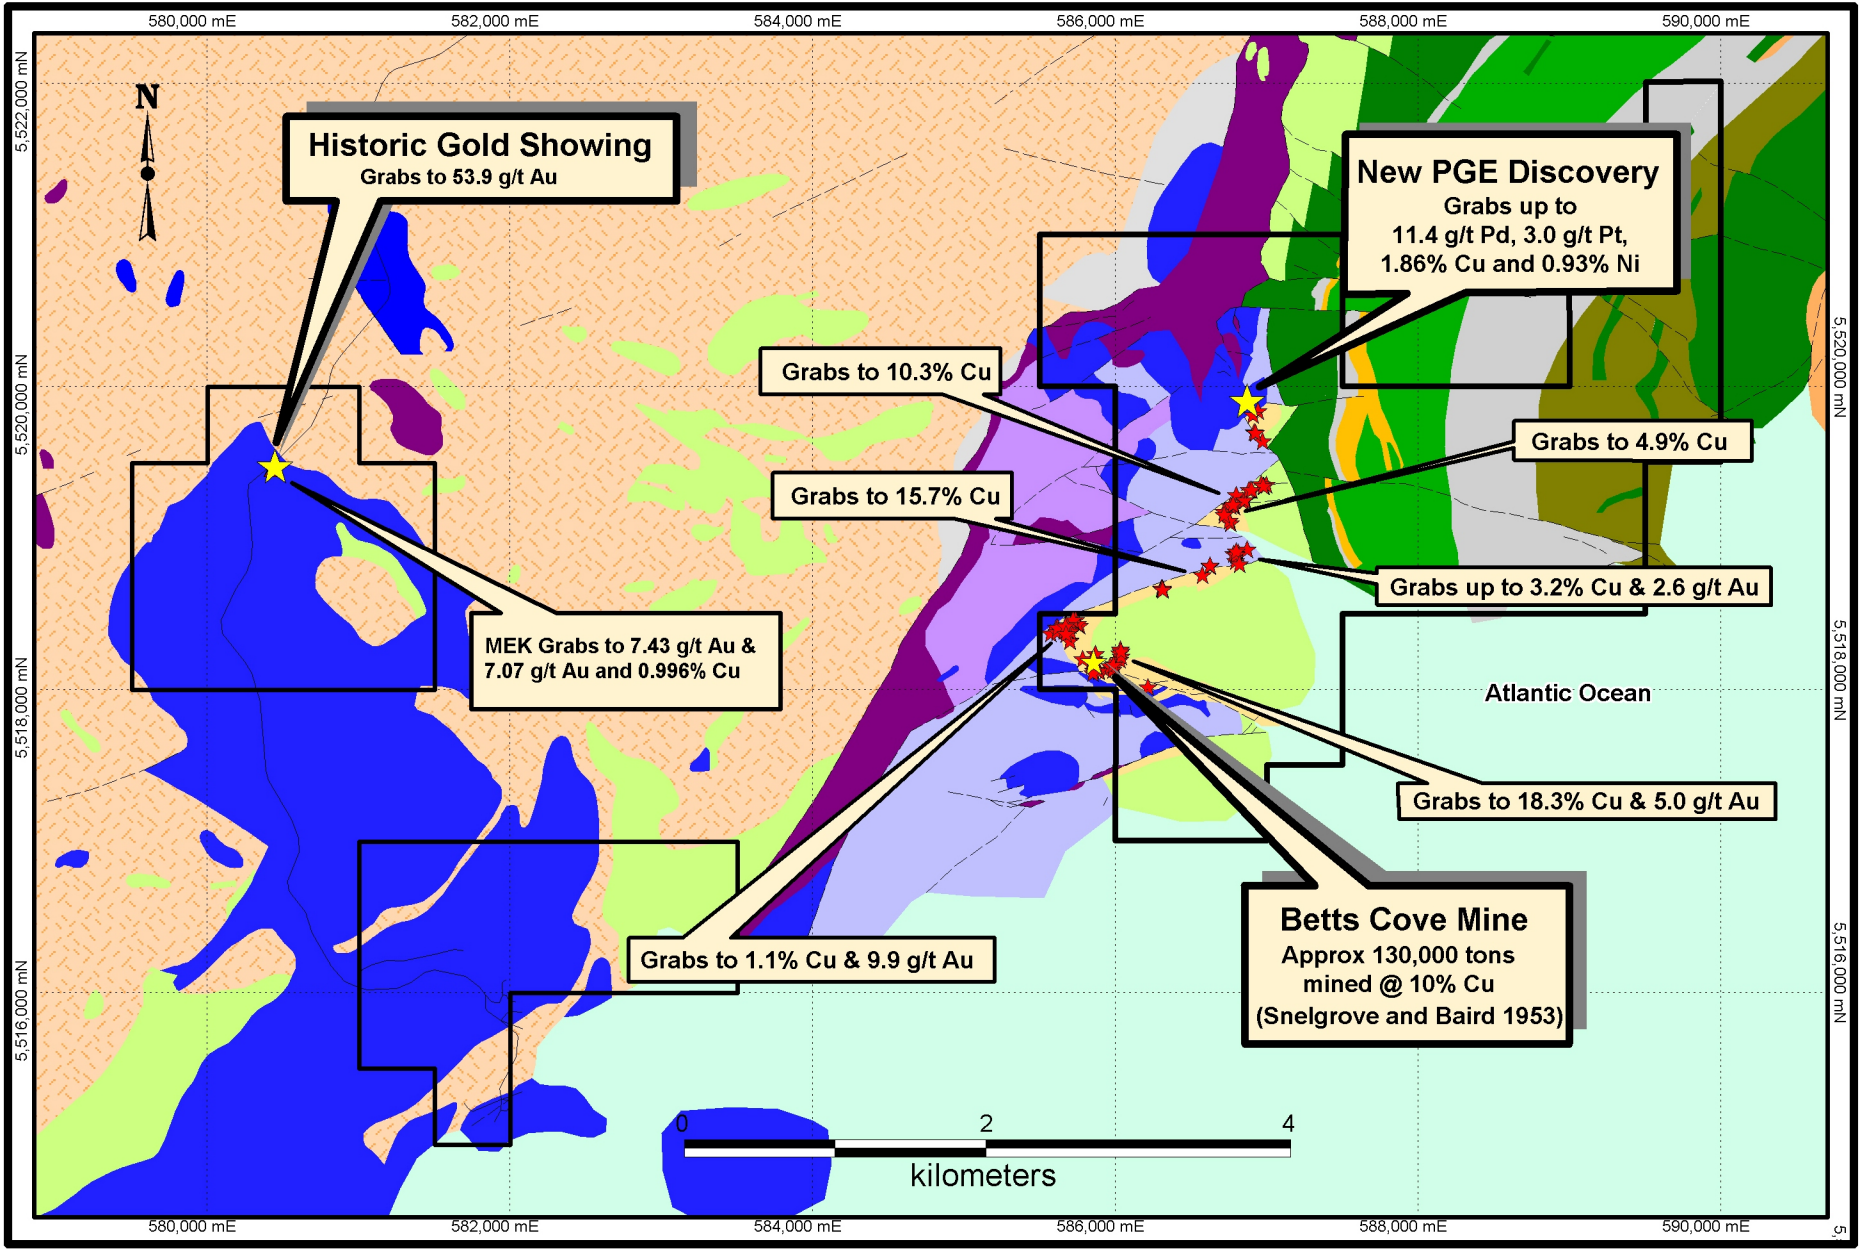 580,000 mE
582,000 mE
584,000 mE
586,000 mE
588,000 mE
590,000 mE
5,522,000 mN
5,520,000 mN
5,518,000 mN
5,516,000 mN
N
Historic Gold Showing
Grabs to 53.9 g/t Au
New PGE Discovery
Grabs up to
11.4 g/t Pd, 3.0 g/t Pt,
1.86% Cu and 0.93% Ni
Grabs to 10.3% Cu
Grabs to 4.9% Cu
Grabs to 15.7% Cu
Grabs up to 3.2% Cu & 2.6 g/t Au
MEK Grabs to 7.43 g/t Au &
7.07 g/t Au and 0.996% Cu
Atlantic Ocean
Grabs to 18.3% Cu & 5.0 g/t Au
Grabs to 1.1% Cu & 9.9 g/t Au
Betts Cove Mine
Approx 130,000 tons
mined @ 10% Cu
(Snelgrove and Baird 1953)
0
2
4
kilometers
5,520,000 mN
5,518,000 mN
5,516,000 mN
5,
580,000 mE
582,000 mE
584,000 mE
586,000 mE
588,000 mE
590,000 mE